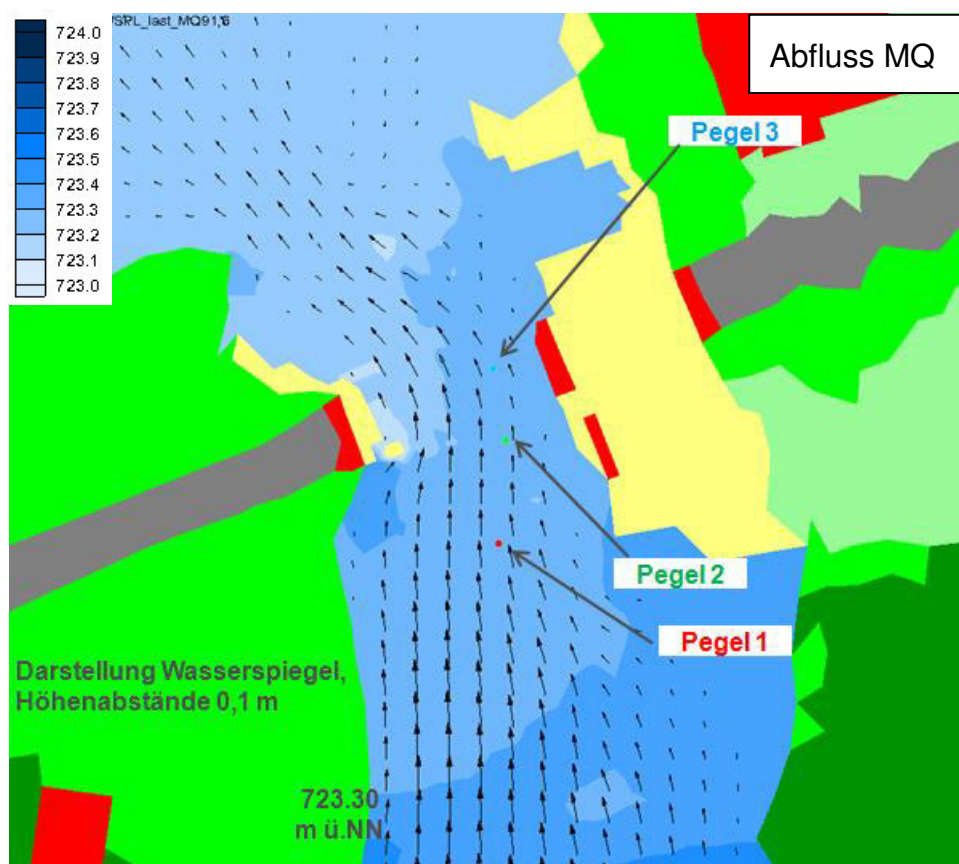 /SPL_last_MQ91,6
Abfluss MQ
724.0
723.9
723.8
723.7
723.6
723.5
723.4
723.3
723.2
723.1
723.0
Pegel 3
Pegel 2
Pegel 1
Darstellung Wasserspiegel,
Höhenabstände 0,1 m
723.30
m ü.NN